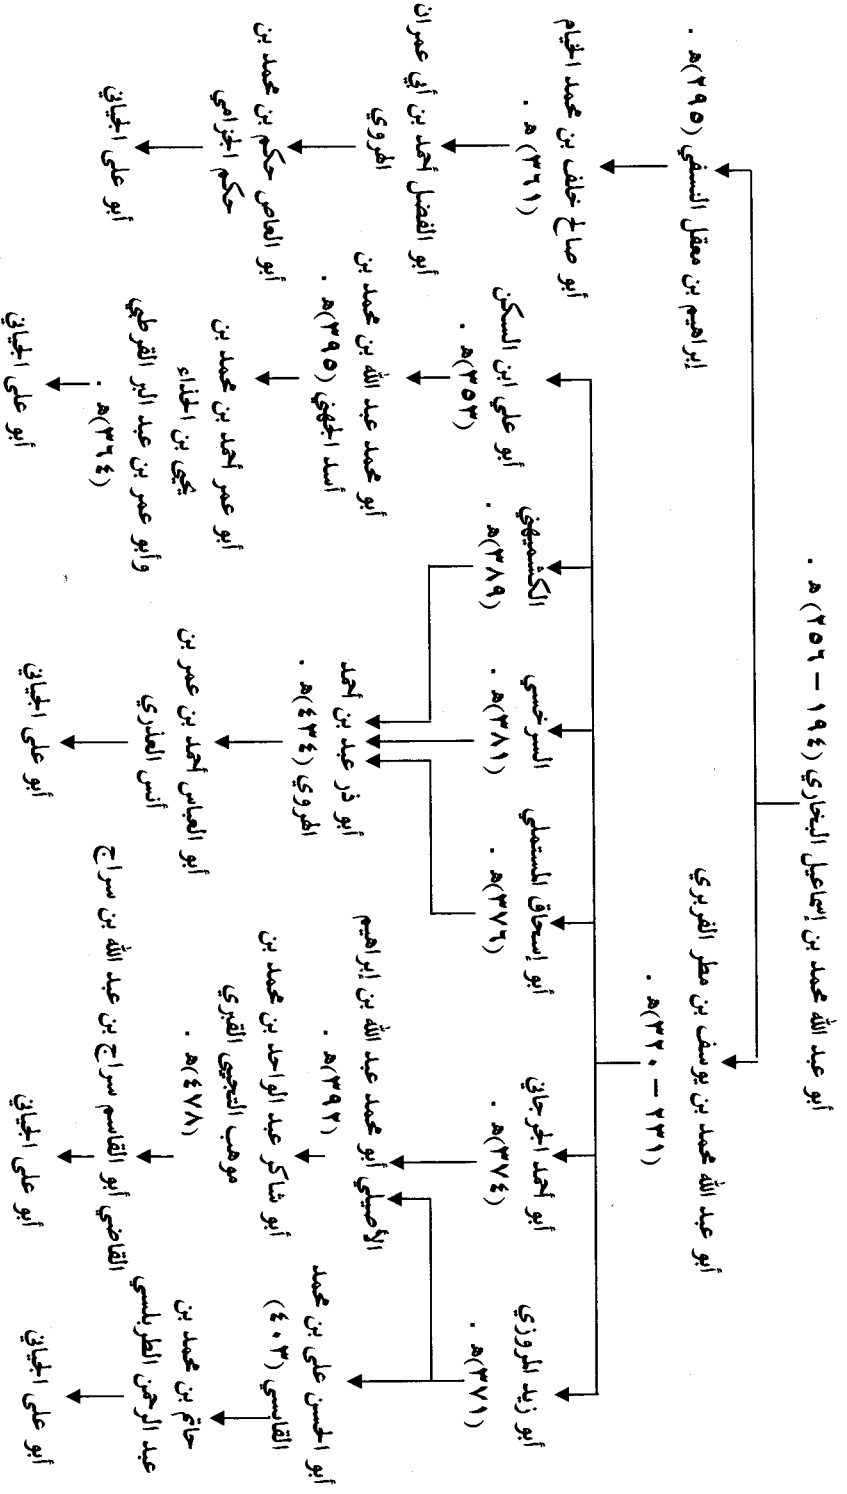 أبو عبد الله محمد بن إسماعيل البخاري (١٩٤ – ٢٥٦) هـ .
أبو عبد الله محمد بن يوسف بن مطر الفربري
(٢٣١ – ٣٢٠) هـ .
إبراهيم بن معقل النسفي (٢٩٥) هـ .
أبو زيد المروزي
(٣٧١) هـ .
أبو أحمد الجرجاني
(٣٧٤) هـ .
أبو إسحاق المستملي
(٣٧٦) هـ .
السرخسي
(٣٨١) هـ .
الكشميهني
(٣٨٩) هـ .
أبو علي ابن السكن
(٣٥٣) هـ .
أبو صالح خلف بن محمد الخيام
(٣٦١) هـ .
أبو الحسن علي بن محمد
القابسي (٤٠٣)
أبو محمد عبد الله بن إبراهيم
الأصيلي
(٣٩٢) هـ .
أبو ذر عبد بن أحمد
الهروي (٤٣٤) هـ .
أبو محمد عبد الله بن محمد بن
أسد الجهني (٣٩٥) هـ .
أبو الفضل أحمد بن أبي عمران
الهروي
حاتم بن محمد بن
عبد الرحمن الطربلسي
أبو شاكر عبد الواحد بن محمد بن
موهب التجيبي القبري
(٤٧٨) هـ .
القاضي أبو القاسم سراج بن عبد الله بن سراج
أبو العباس أحمد بن عمر بن
أنس العذري
أبو عمر أحمد بن محمد بن
يحيى بن الحذاء
وأبو عمر بن عبد البر القرطبي
(٣٦٤) هـ .
أبو العاص حكم بن محمد بن
حكم الجزامي
أبو علي الجياني
أبو علي الجياني
أبو علي الجياني
أبو علي الجياني
أبو علي الجياني